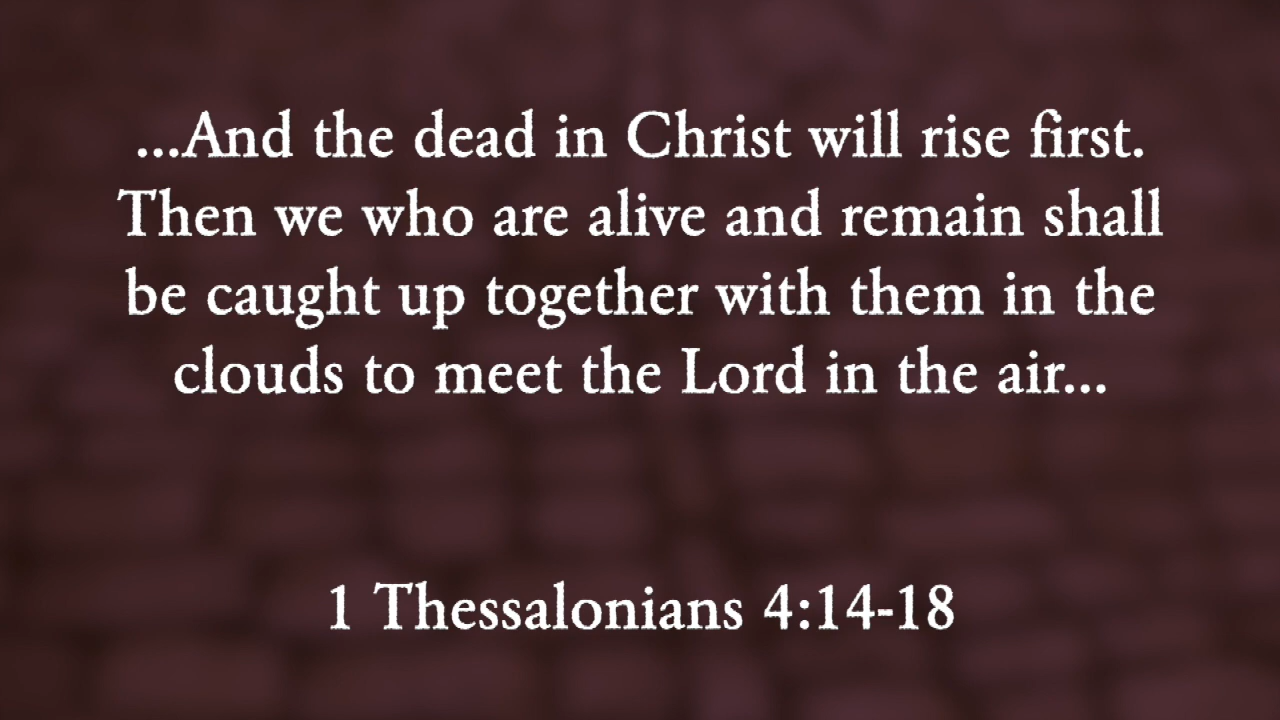 ...And the dead in Christ will rise first.
Then we who are alive and remain shall
be caught up together with them in the
clouds to meet the Lord in the air...
1 Thessalonians 4:14-18